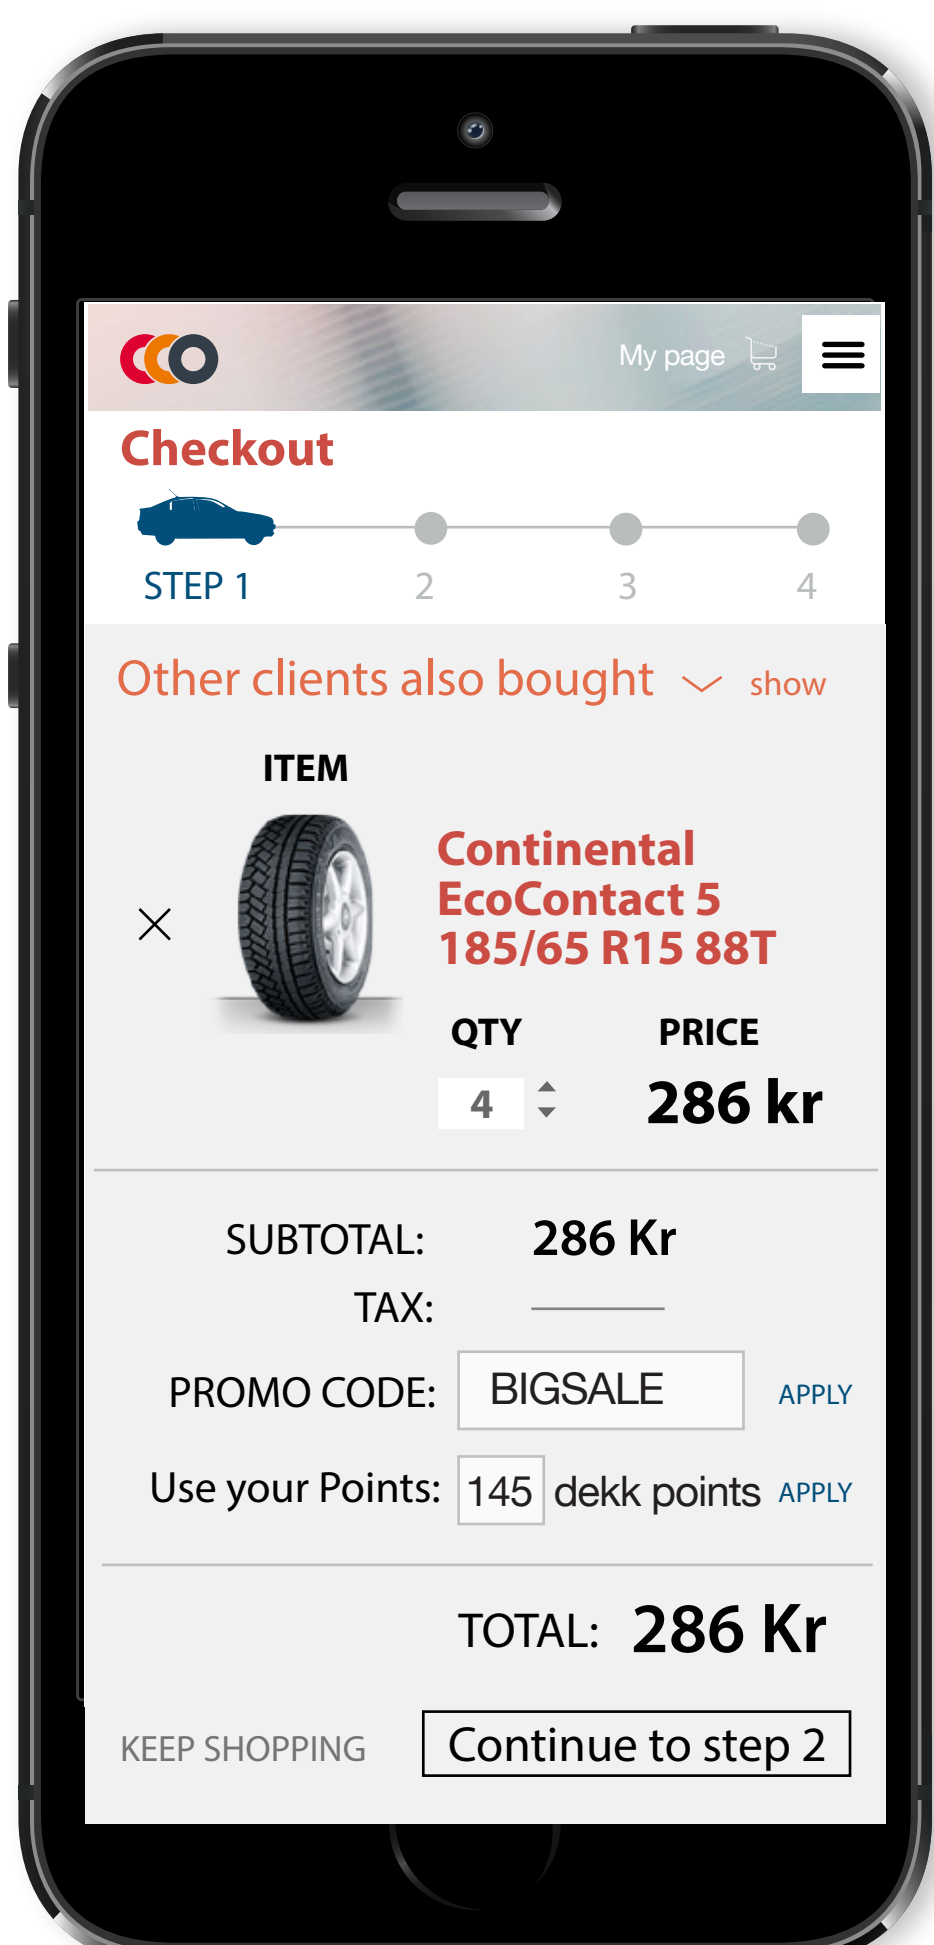 My page
Checkout
STEP 1 2 3 4
Other clients also bought show
ITEM
Continental
EcoContact 5
185/65 R15 88T
QTY PRICE
4 286 kr
SUBTOTAL: 286 Kr
TAX:
PROMO CODE: BIGSALE APPLY
Use your Points: 145 dekk points APPLY
TOTAL: 286 Kr
KEEP SHOPPING Continue to step 2